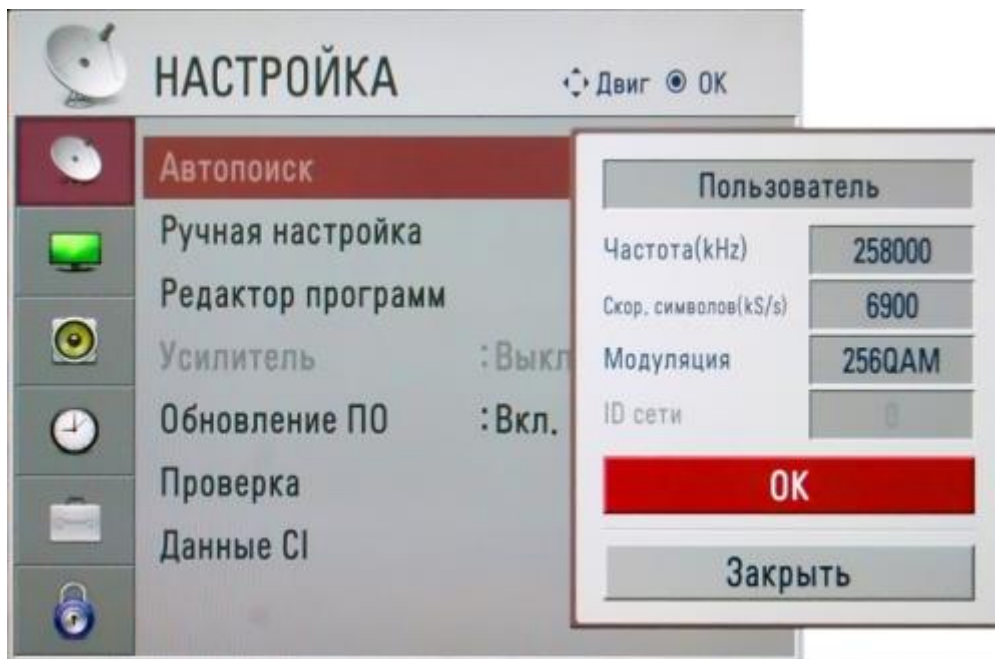 НАСТРОЙКА
Двиг OK
Автопоиск
Ручная настройка
Редактор программ
Усилитель :Выкл
Обновление ПО :Вкл.
Проверка
Данные CI
Пользователь
Частота(kHz) 258000
Скор. символов(kS/s) 6900
Модуляция 256QAM
ID сети 0
OK
Закрыть